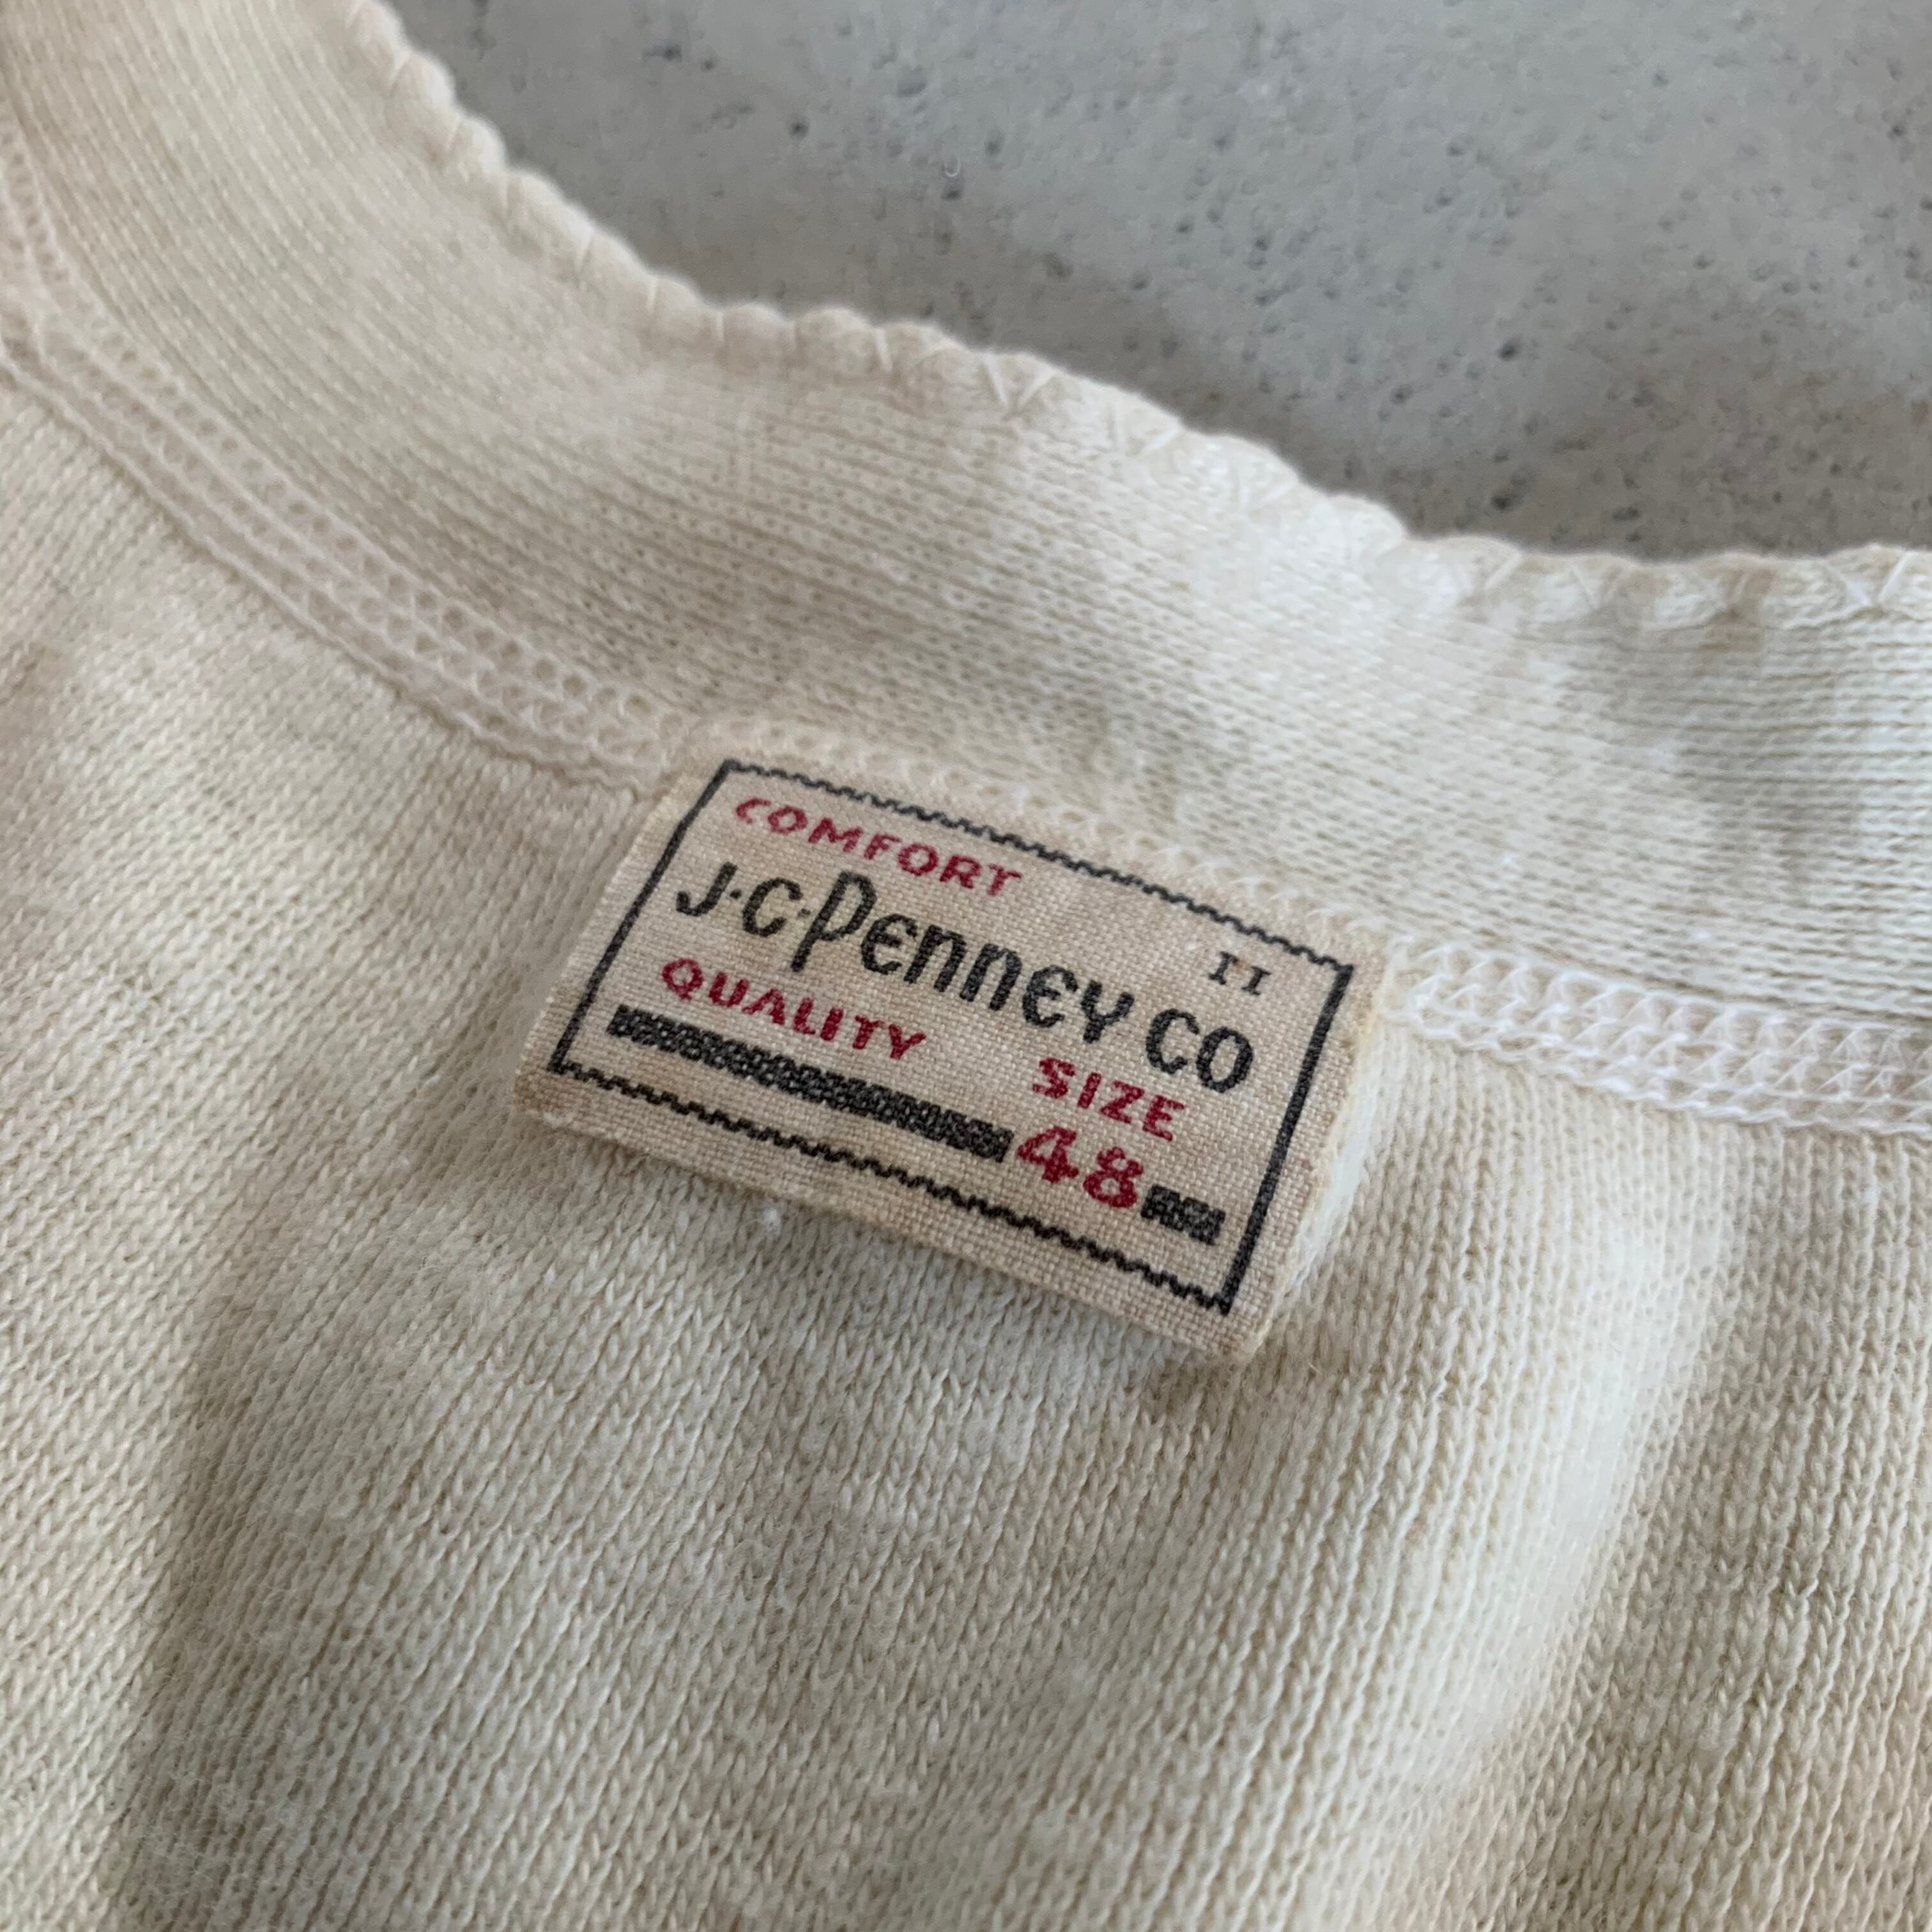 COMFORT
J.C.Penney CO
II
QUALITY
SIZE
48